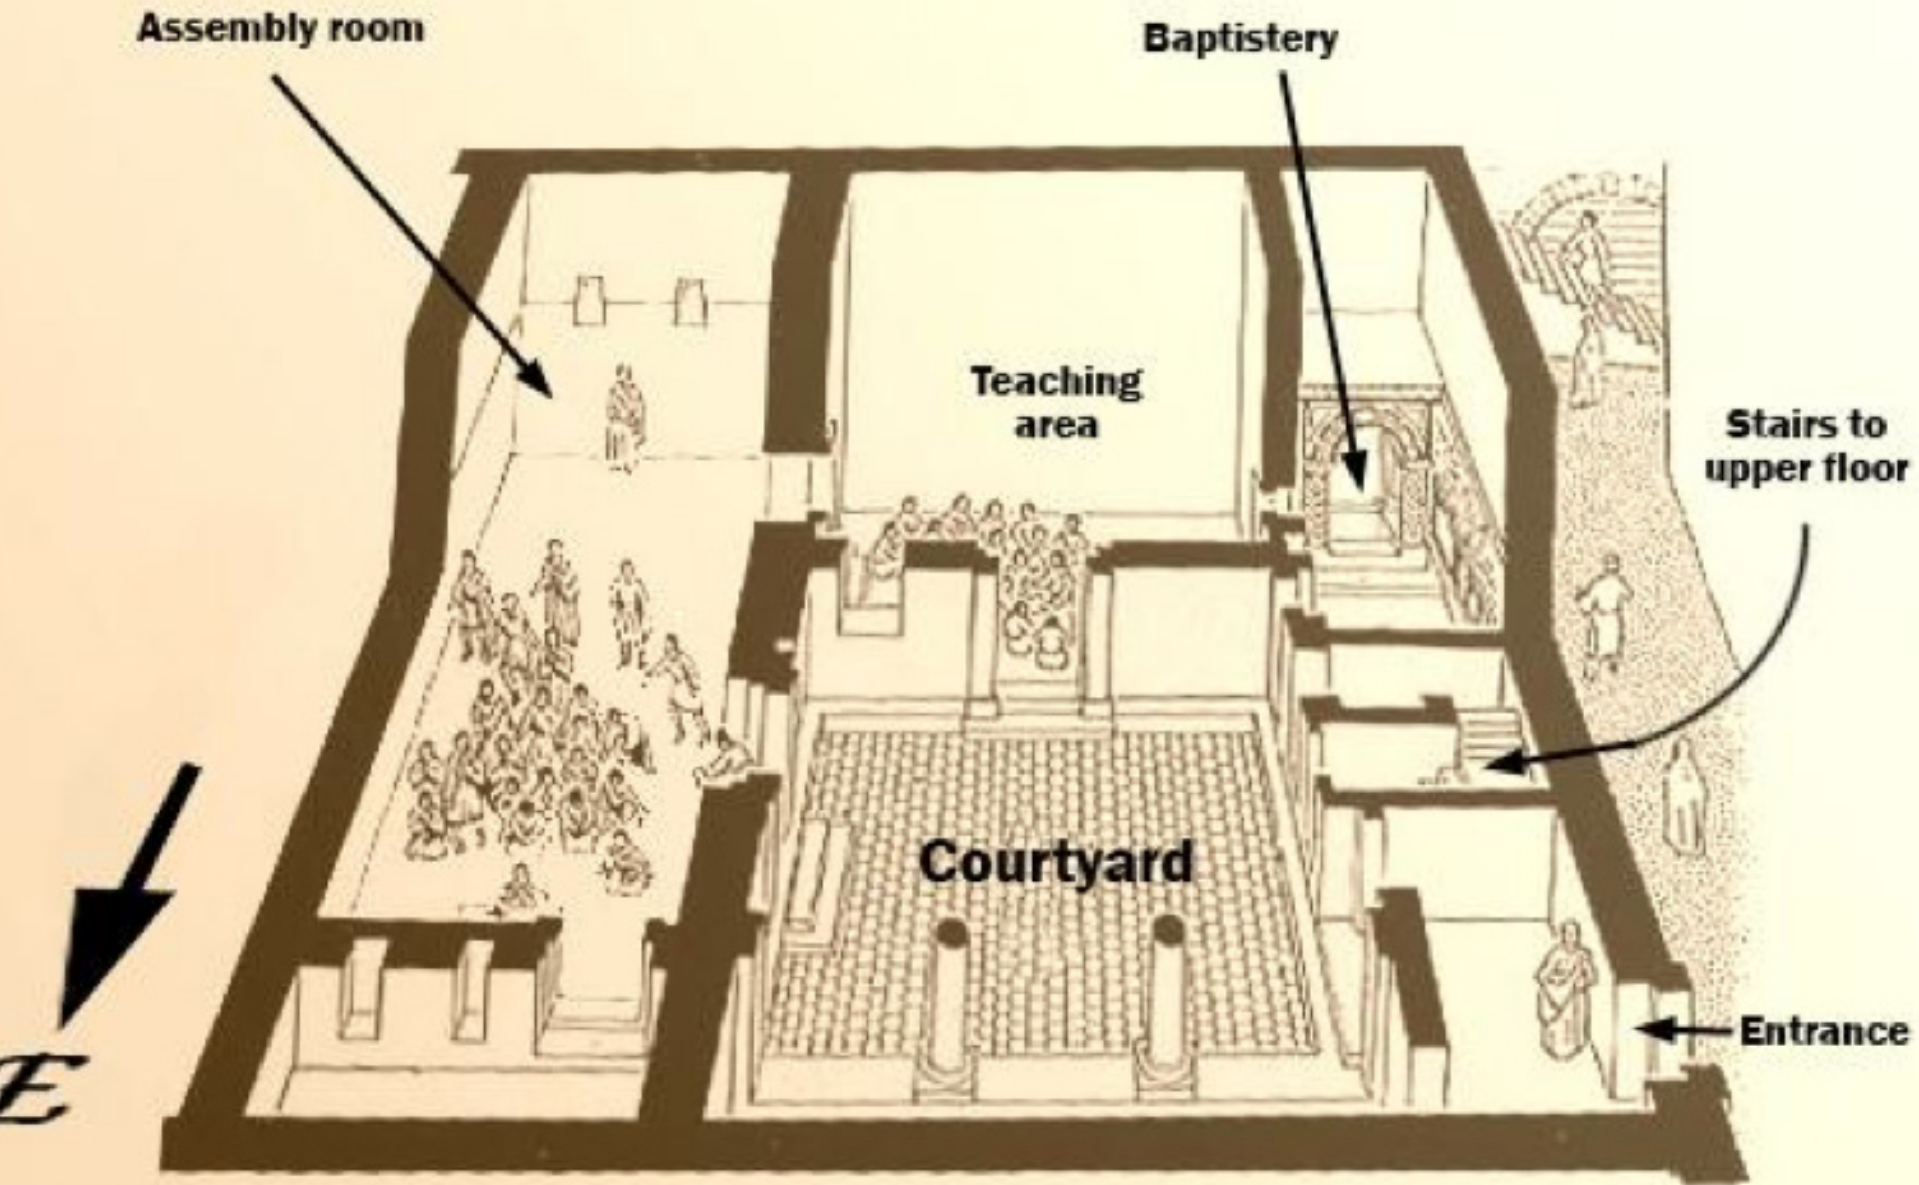 Assembly room
Baptistery
Teaching
area
Stairs to
upper floor
Courtyard
Entrance
E